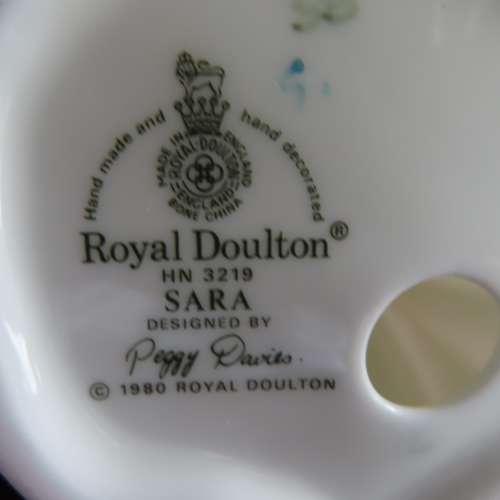 Hand made and hand decorated
MADE IN ENGLAND
ROYAL·DOULTON
ENGLAND
BONE CHINA
Royal Doulton®
HN 3219
SARA
DESIGNED BY
Peggy Davies.
© 1980 ROYAL DOULTON